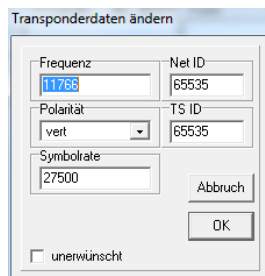 Transponderdaten ändern
Frequenz Net ID
11766 65535
Polarität TS ID
vert 65535
Symbolrate
27500
Abbruch
OK
unerwünscht